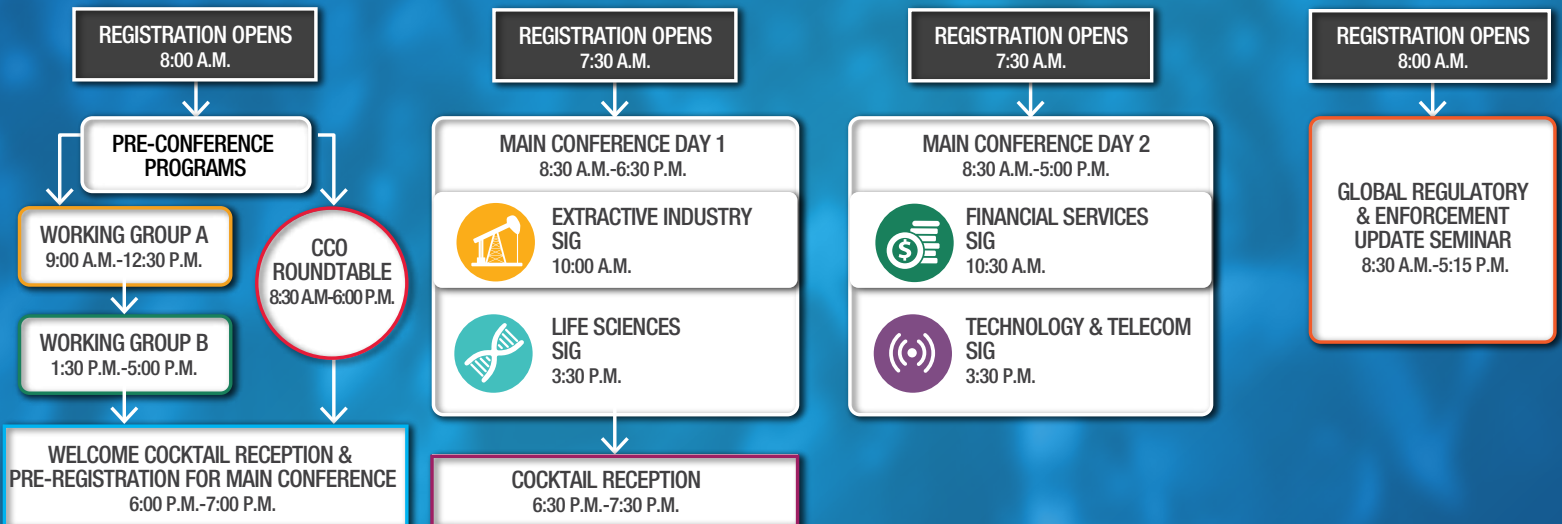 REGISTRATION OPENS
8:00 A.M.
PRE-CONFERENCE
PROGRAMS
WORKING GROUP A
9:00 A.M.-12:30 P.M.
WORKING GROUP B
1:30 P.M.-5:00 P.M.
CCO
ROUNDTABLE
8:30 A.M-6:00 P.M.
WELCOME COCKTAIL RECEPTION &
PRE-REGISTRATION FOR MAIN CONFERENCE
6:00 P.M.-7:00 P.M.
REGISTRATION OPENS
7:30 A.M.
MAIN CONFERENCE DAY 1
8:30 A.M.-6:30 P.M.
EXTRACTIVE INDUSTRY
SIG
10:00 A.M.
LIFE SCIENCES
SIG
3:30 P.M.
COCKTAIL RECEPTION
6:30 P.M.-7:30 P.M.
REGISTRATION OPENS
7:30 A.M.
MAIN CONFERENCE DAY 2
8:30 A.M.-5:00 P.M.
$
FINANCIAL SERVICES
SIG
10:30 A.M.
TECHNOLOGY & TELECOM
SIG
3:30 P.M.
REGISTRATION OPENS
8:00 A.M.
GLOBAL REGULATORY
& ENFORCEMENT
UPDATE SEMINAR
8:30 A.M.-5:15 P.M.